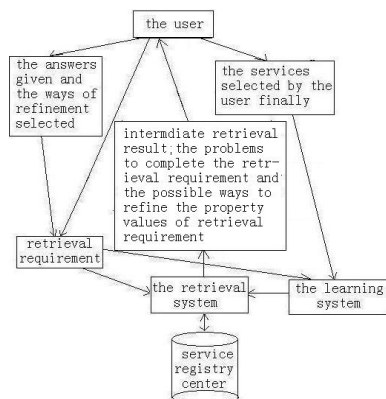 the user
the answers
given and
the ways of
refinement
selected
the services
selected by the
user finally
intermdiate retrieval
result;the problems
to complete the retr-
ieval requirement and
the possible ways to
refine the property
values of retrieval
requirement
retrieval
requirement
the retrieval
system
the learning
system
service
registry
center